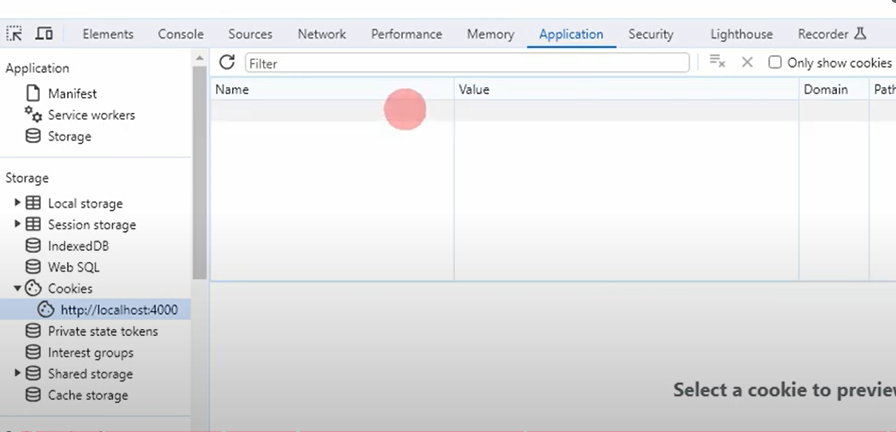 Elements Console Sources Network Performance Memory Application Security Lighthouse Recorder
Application
Manifest
Service workers
Storage
Storage
Local storage
Session storage
IndexedDB
Web SQL
Cookies
http://localhost:4000
Private state tokens
Interest groups
Shared storage
Cache storage
Filter
Only show cookies
Name Value Domain Path
Select a cookie to preview